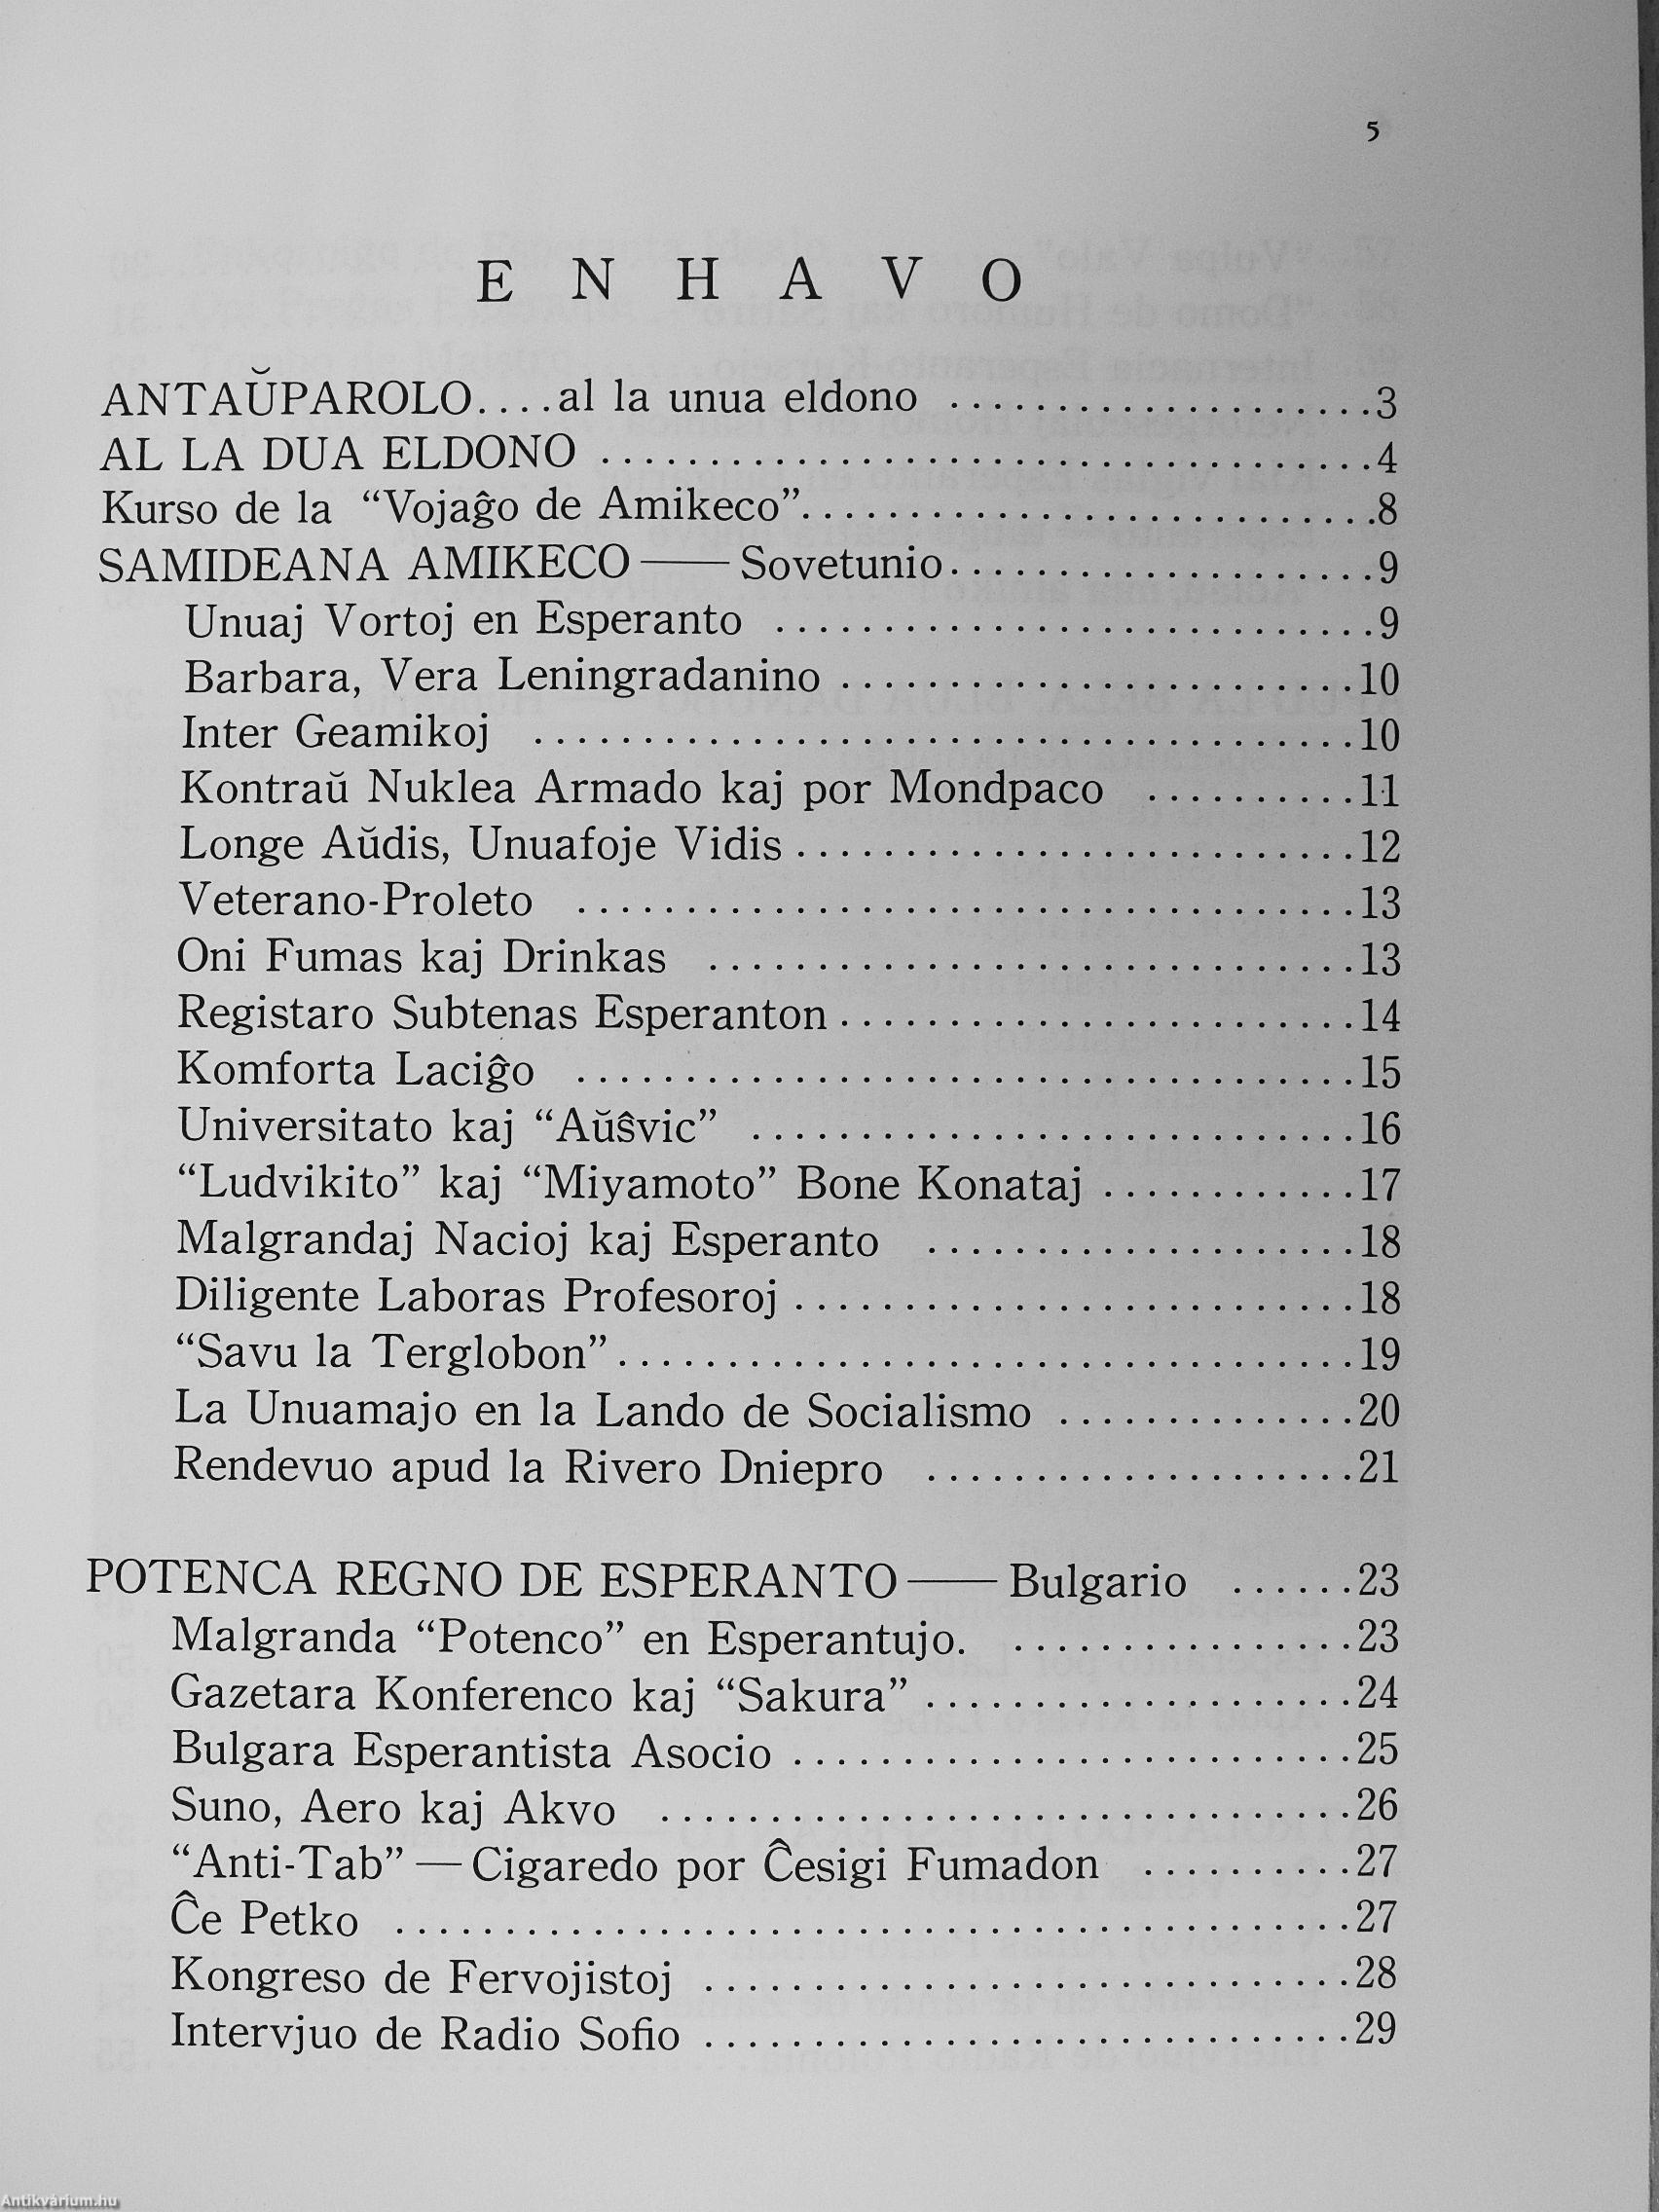 5
E N H A V O
ANTAŬPAROLO....al la unua eldono ....................3
AL LA DUA ELDONO ....................................4
Kurso de la “Vojaĝo de Amikeco”...........................8
SAMIDEANA AMIKECO —— Sovetunio....................9
Unuaj Vortoj en Esperanto ............................9
Barbara, Vera Leningradanino ........................10
Inter Geamikoj ......................................10
Kontraŭ Nuklea Armado kaj por Mondpaco ..........11
Longe Aŭdis, Unuafoje Vidis..........................12
Veterano-Proleto ....................................13
Oni Fumas kaj Drinkas ..............................13
Registaro Subtenas Esperanton........................14
Komforta Laciĝo ....................................15
Universitato kaj “Aŭŝvic” ............................16
“Ludvikito” kaj “Miyamoto” Bone Konataj ............17
Malgrandaj Nacioj kaj Esperanto ....................18
Diligente Laboras Profesoroj..........................18
“Savu la Terglobon”..................................19
La Unuamajo en la Lando de Socialismo ..............20
Rendevuo apud la Rivero Dniepro ....................21
POTENCA REGNO DE ESPERANTO —— Bulgario ......23
Malgranda “Potenco” en Esperantujo. ................23
Gazetara Konferenco kaj “Sakura” ....................24
Bulgara Esperantista Asocio ..........................25
Suno, Aero kaj Akvo ................................26
“Anti-Tab” — Cigaredo por Ĉesigi Fumadon ..........27
Ĉe Petko ............................................27
Kongreso de Fervojistoj ..............................28
Intervjuo de Radio Sofio ..............................29
Antikvárium.hu